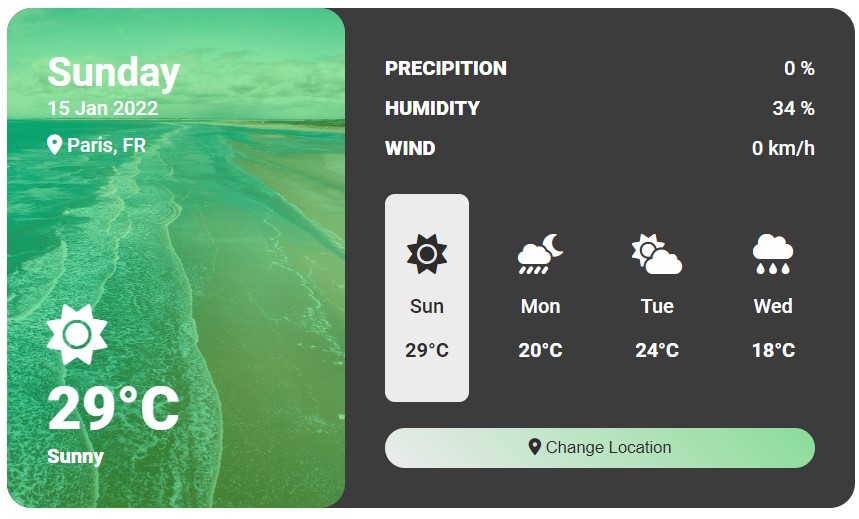 Sunday
15 Jan 2022
Paris, FR
29°C
Sunny
PRECIPITION 0 %
HUMIDITY 34 %
WIND 0 km/h
Sun Mon Tue Wed
29°C 20°C 24°C 18°C
Change Location